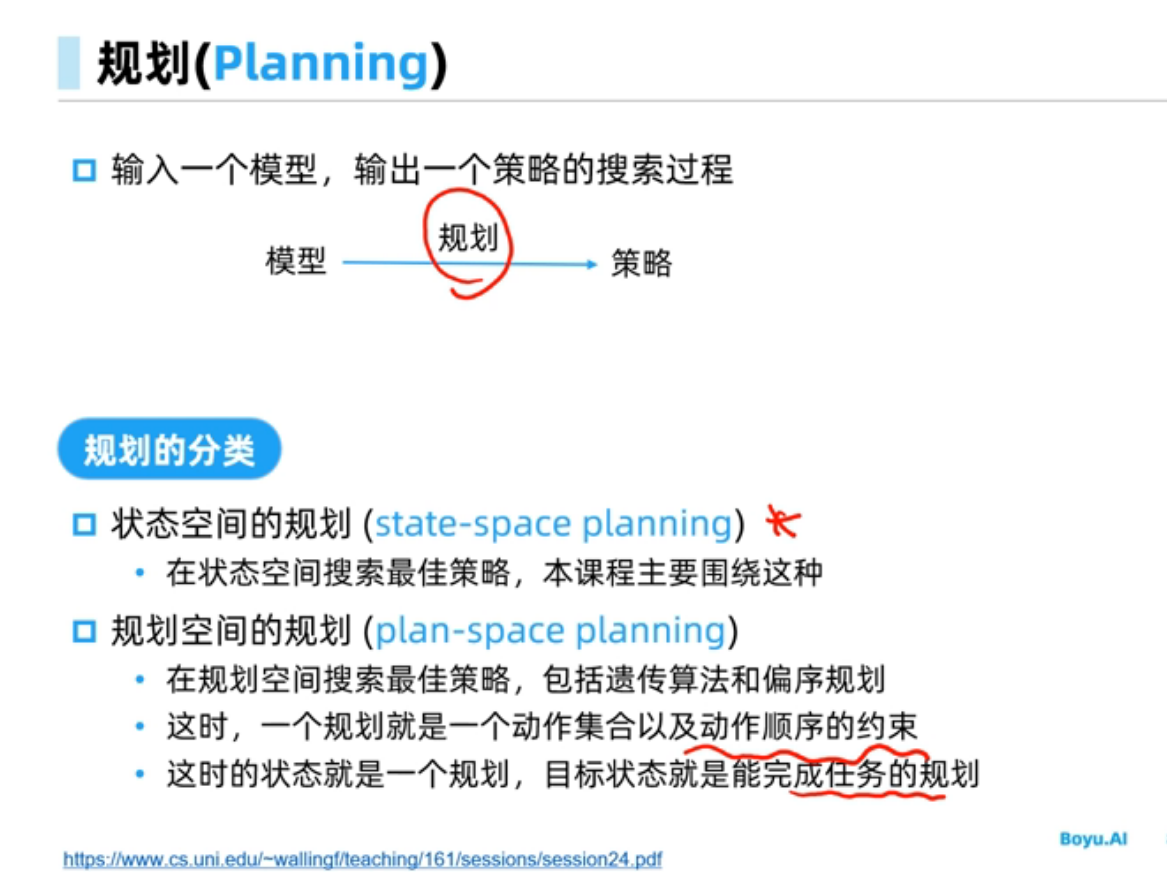 规划(Planning)
输入一个模型，输出一个策略的搜索过程
规划
模型
策略
规划的分类
状态空间的规划 (state-space planning)
在状态空间搜索最佳策略，本课程主要围绕这种
规划空间的规划 (plan-space planning)
在规划空间搜索最佳策略，包括遗传算法和偏序规划
这时，一个规划就是一个动作集合以及动作顺序的约束
这时的状态就是一个规划，目标状态就是能完成任务的规划
Boyu.AI
https://www.cs.uni.edu/~wallingf/teaching/161/sessions/session24.pdf